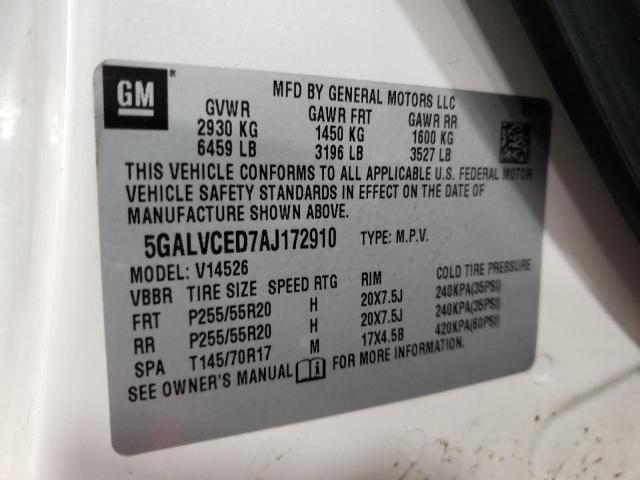 GM
MFD BY GENERAL MOTORS LLC
GVWR GAWR FRT GAWR RR
2930 KG 1450 KG 1600 KG
6459 LB 3196 LB 3527 LB
THIS VEHICLE CONFORMS TO ALL APPLICABLE U.S. FEDERAL MOTOR
VEHICLE SAFETY STANDARDS IN EFFECT ON THE DATE OF
MANUFACTURE SHOWN ABOVE.
5GALVCED7AJ172910 TYPE: M.P.V.
MODEL: V14526
VBBR TIRE SIZE SPEED RTG RIM COLD TIRE PRESSURE
FRT P255/55R20 H 20X7.5J 240KPA(35PSI)
RR P255/55R20 H 20X7.5J 240KPA(35PSI)
SPA T145/70R17 M 17X4.5B 420KPA(60PSI)
SEE OWNER'S MANUAL FOR MORE INFORMATION.